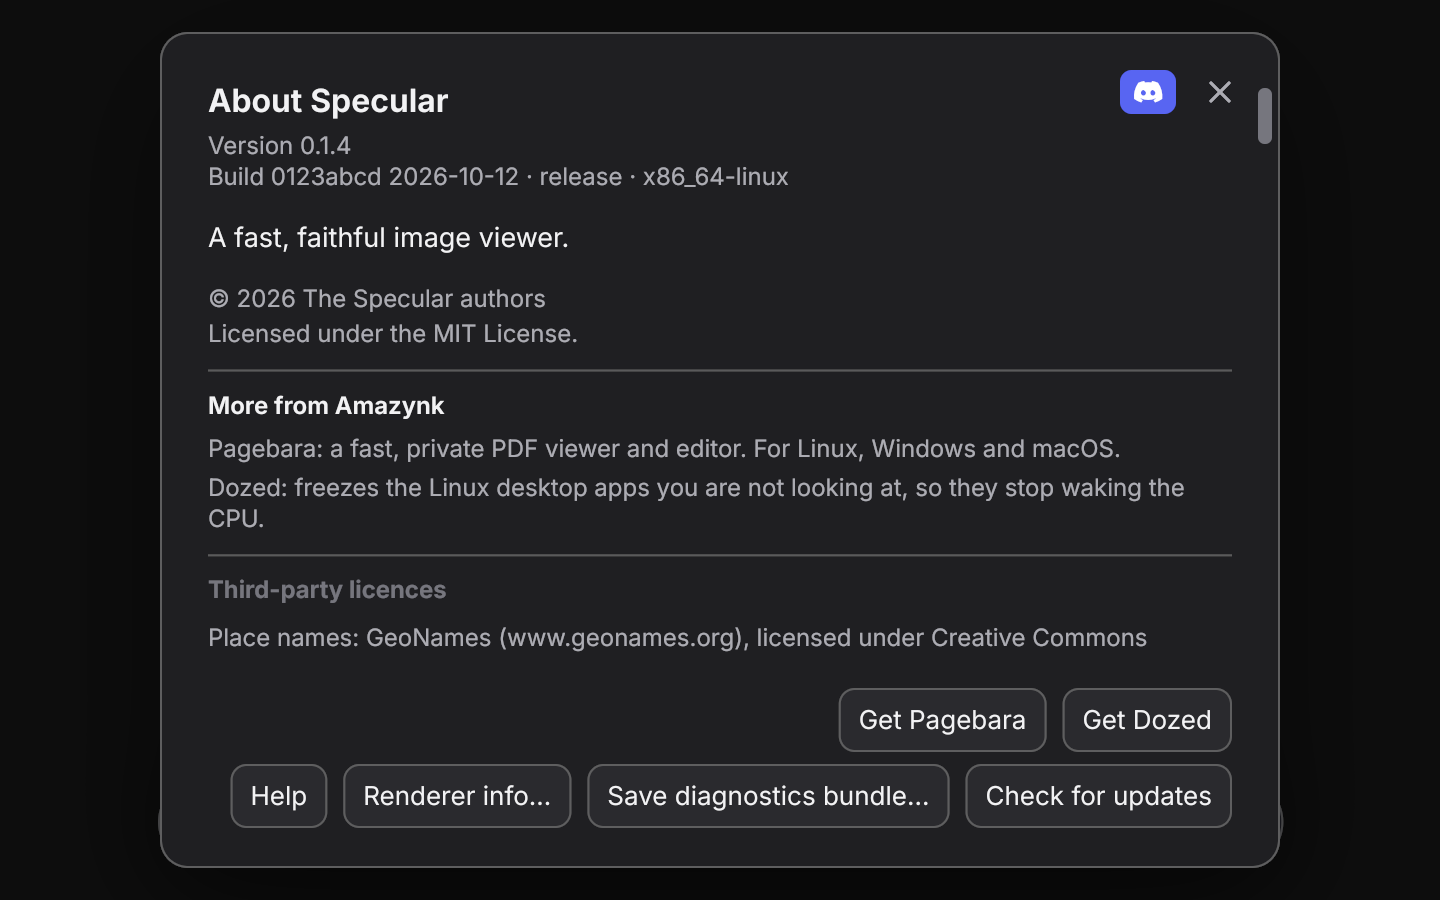 About Specular
Version 0.1.4
Build 0123abcd 2026-10-12 · release · x86_64-linux
A fast, faithful image viewer.
© 2026 The Specular authors
Licensed under the MIT License.
More from Amazynk
Pagebara: a fast, private PDF viewer and editor. For Linux, Windows and macOS.
Dozed: freezes the Linux desktop apps you are not looking at, so they stop waking the
CPU.
Third-party licences
Place names: GeoNames (www.geonames.org), licensed under Creative Commons
Get Pagebara
Get Dozed
Help
Renderer info...
Save diagnostics bundle...
Check for updates